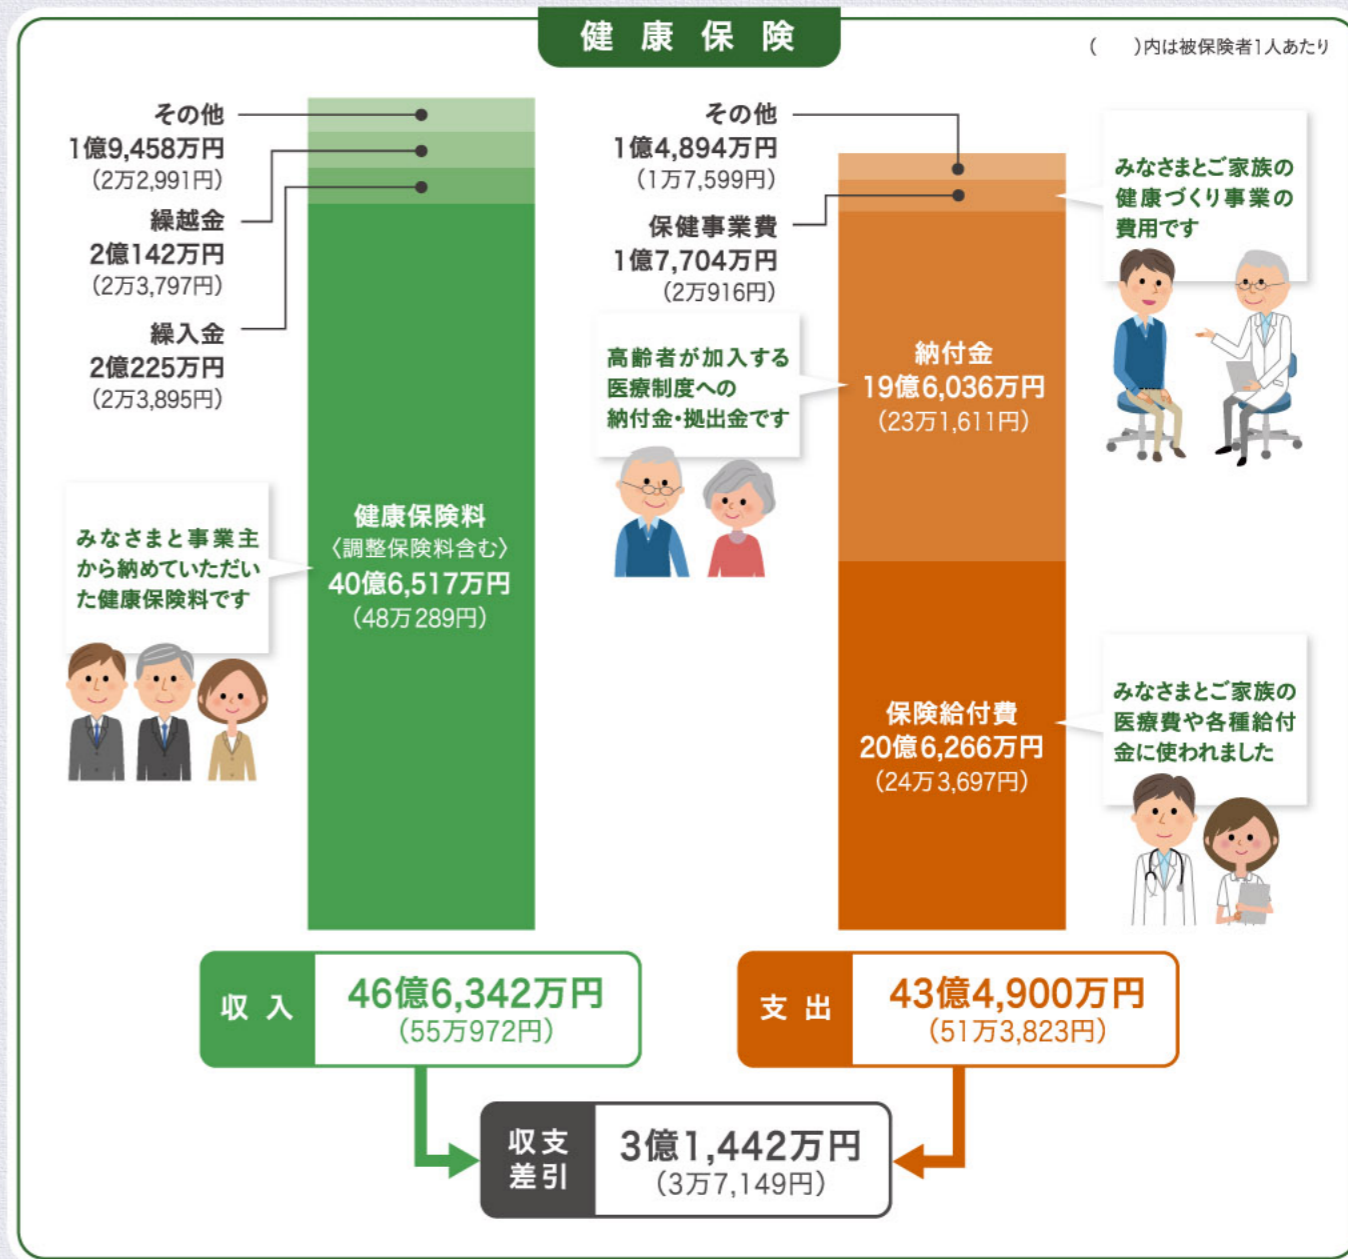 健康保険
(　)内は被保険者1人あたり
その他
1億9,458万円
(2万2,991円)
繰越金
2億142万円
(2万3,797円)
繰入金
2億225万円
(2万3,895円)
みなさまと事業主
から納めていただい
た健康保険料です
健康保険料
〈調整保険料含む〉
40億6,517万円
(48万289円)
その他
1億4,894万円
(1万7,599円)
保健事業費
1億7,704万円
(2万916円)
みなさまとご家族の
健康づくり事業の
費用です
高齢者が加入する
医療制度への
納付金・拠出金です
納付金
19億6,036万円
(23万1,611円)
保険給付費
20億6,266万円
(24万3,697円)
みなさまとご家族の
医療費や各種給付
金に使われました
収入
46億6,342万円
(55万972円)
支出
43億4,900万円
(51万3,823円)
収支
差引
3億1,442万円
(3万7,149円)